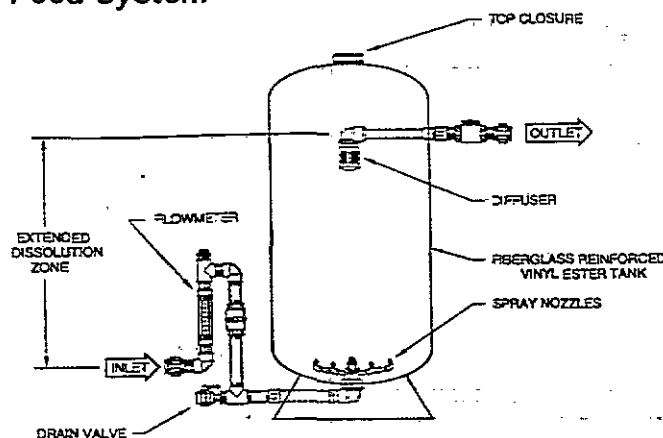 Feed System
TOP CLOSURE
OUTLET
DIFFUSER
FLOWMETER
EXTENDED
DISSOLUTION
ZONE
FIBERGLASS REINFORCED
VINYL ESTER TANK
SPRAY NOZZLES
INLET
DRAIN VALVE